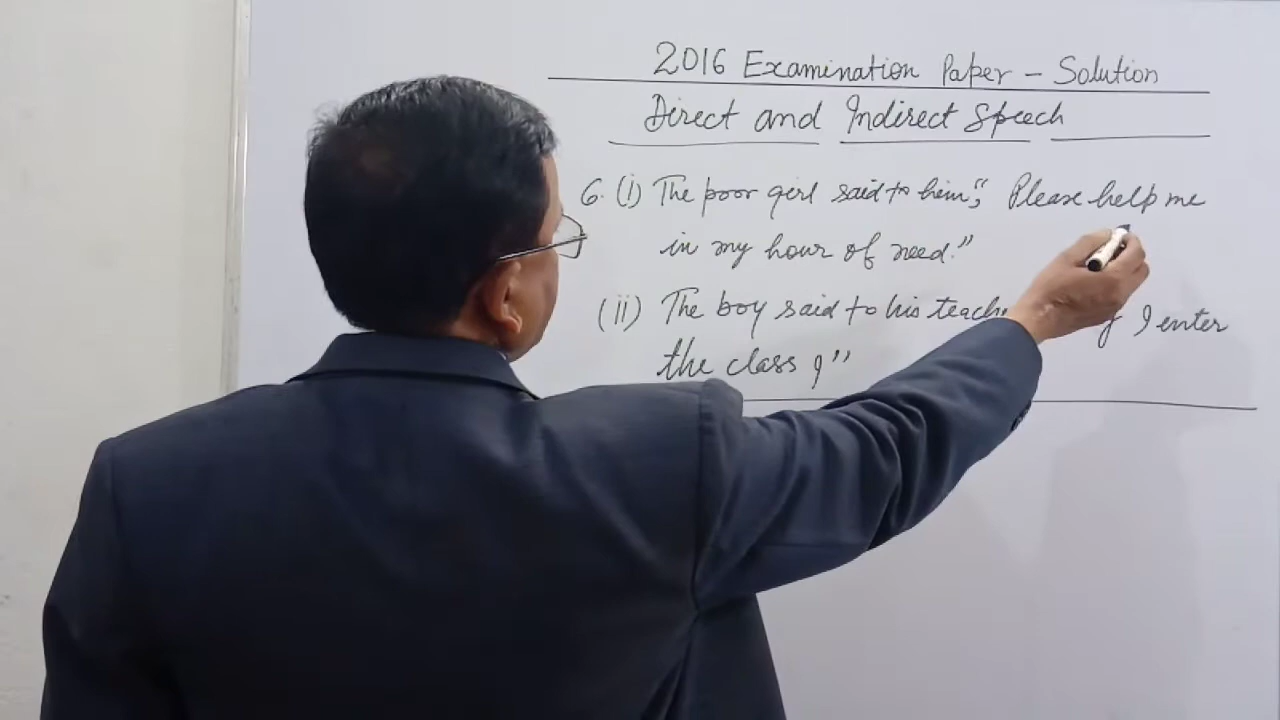 2016 Examination Paper - Solution
Direct and Indirect Speech
6. (i) The poor girl said to him, "Please help me
in my hour of need."
(ii) The boy said to his I enter
the class ?"